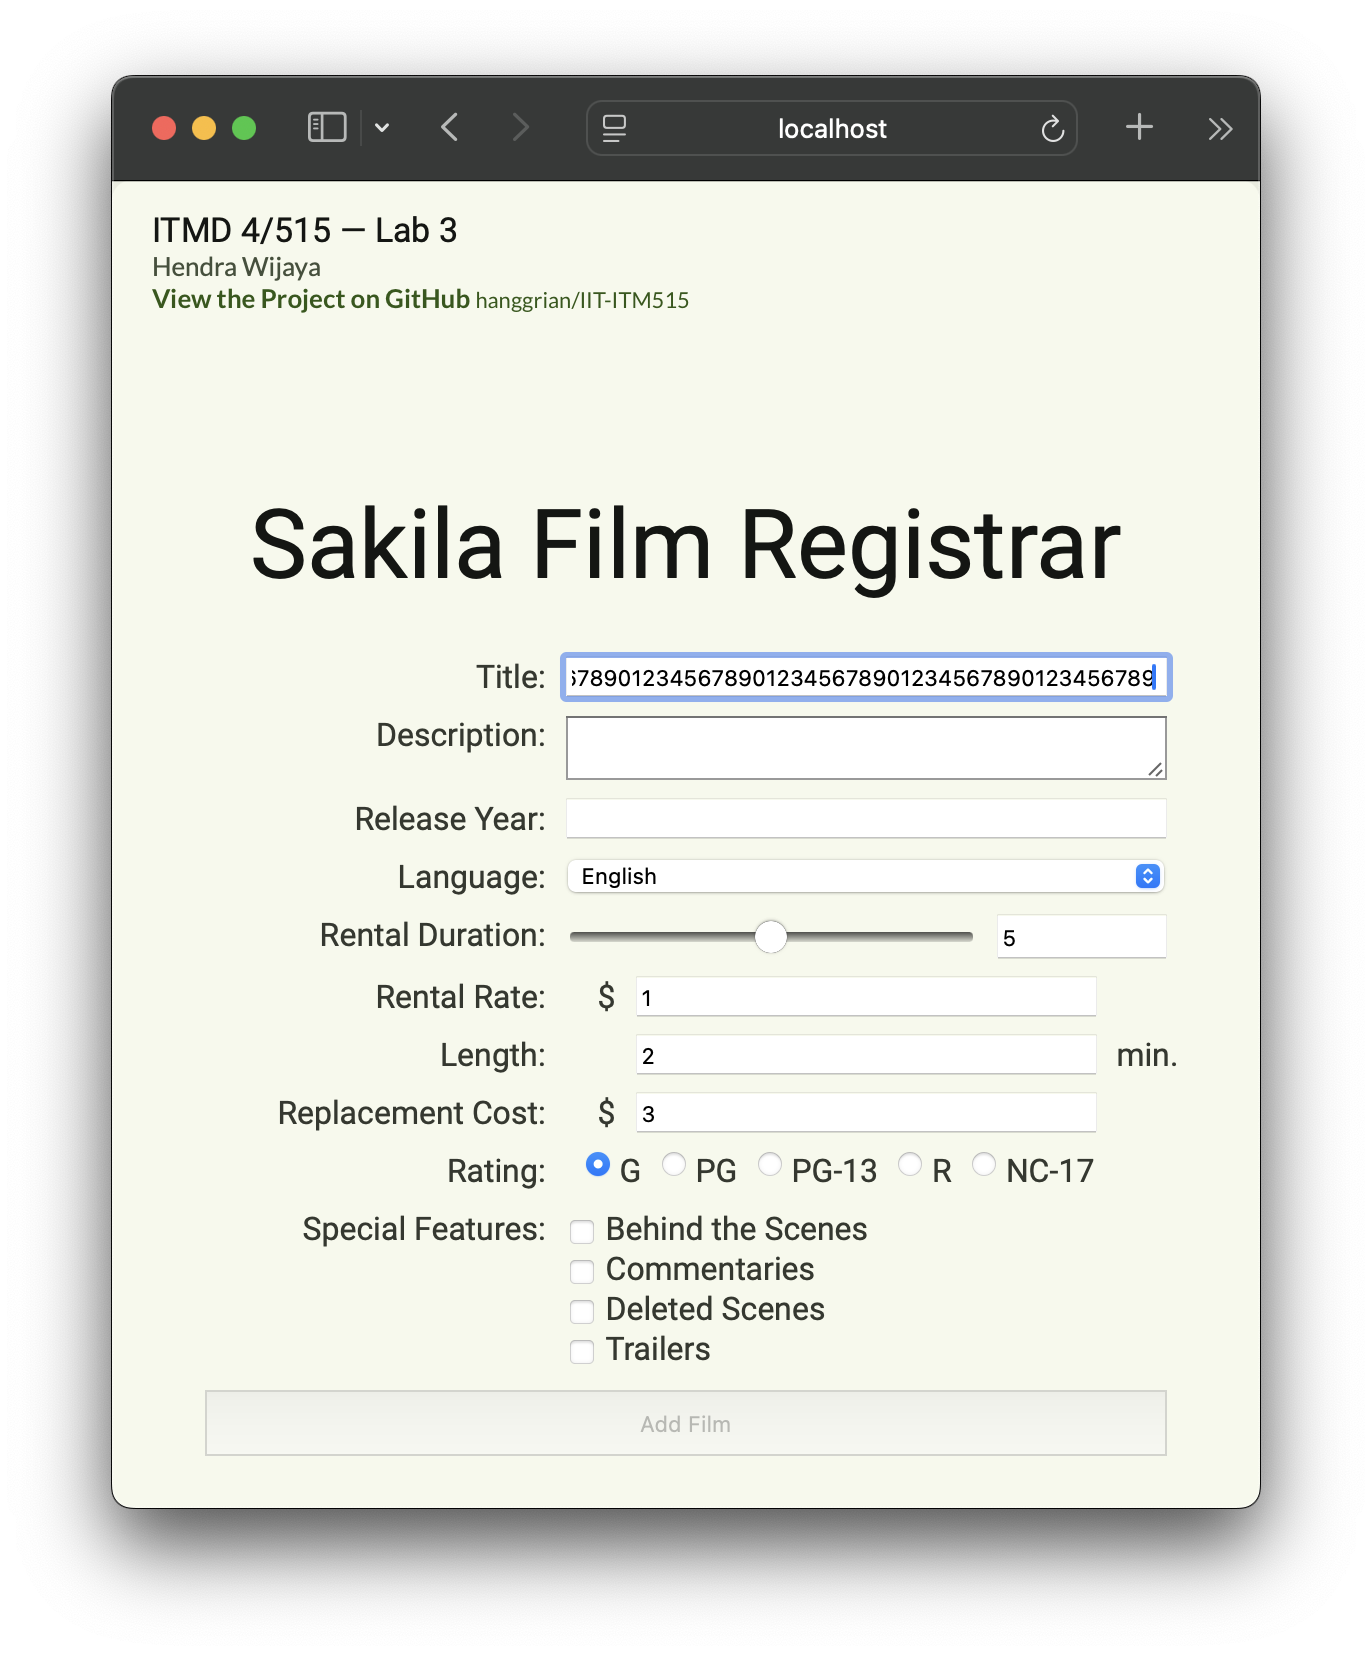 localhost
ITMD 4/515 — Lab 3
Hendra Wijaya
View the Project on GitHub hanggrian/IIT-ITM515
Sakila Film Registrar
Title: 67890123456789012345678901234567890123456789
Description:
Release Year:
Language: English
Rental Duration: 5
Rental Rate: $ 1
Length: 2 min.
Replacement Cost: $ 3
Rating: G PG PG-13 R NC-17
Special Features: Behind the Scenes
Commentaries
Deleted Scenes
Trailers
Add Film